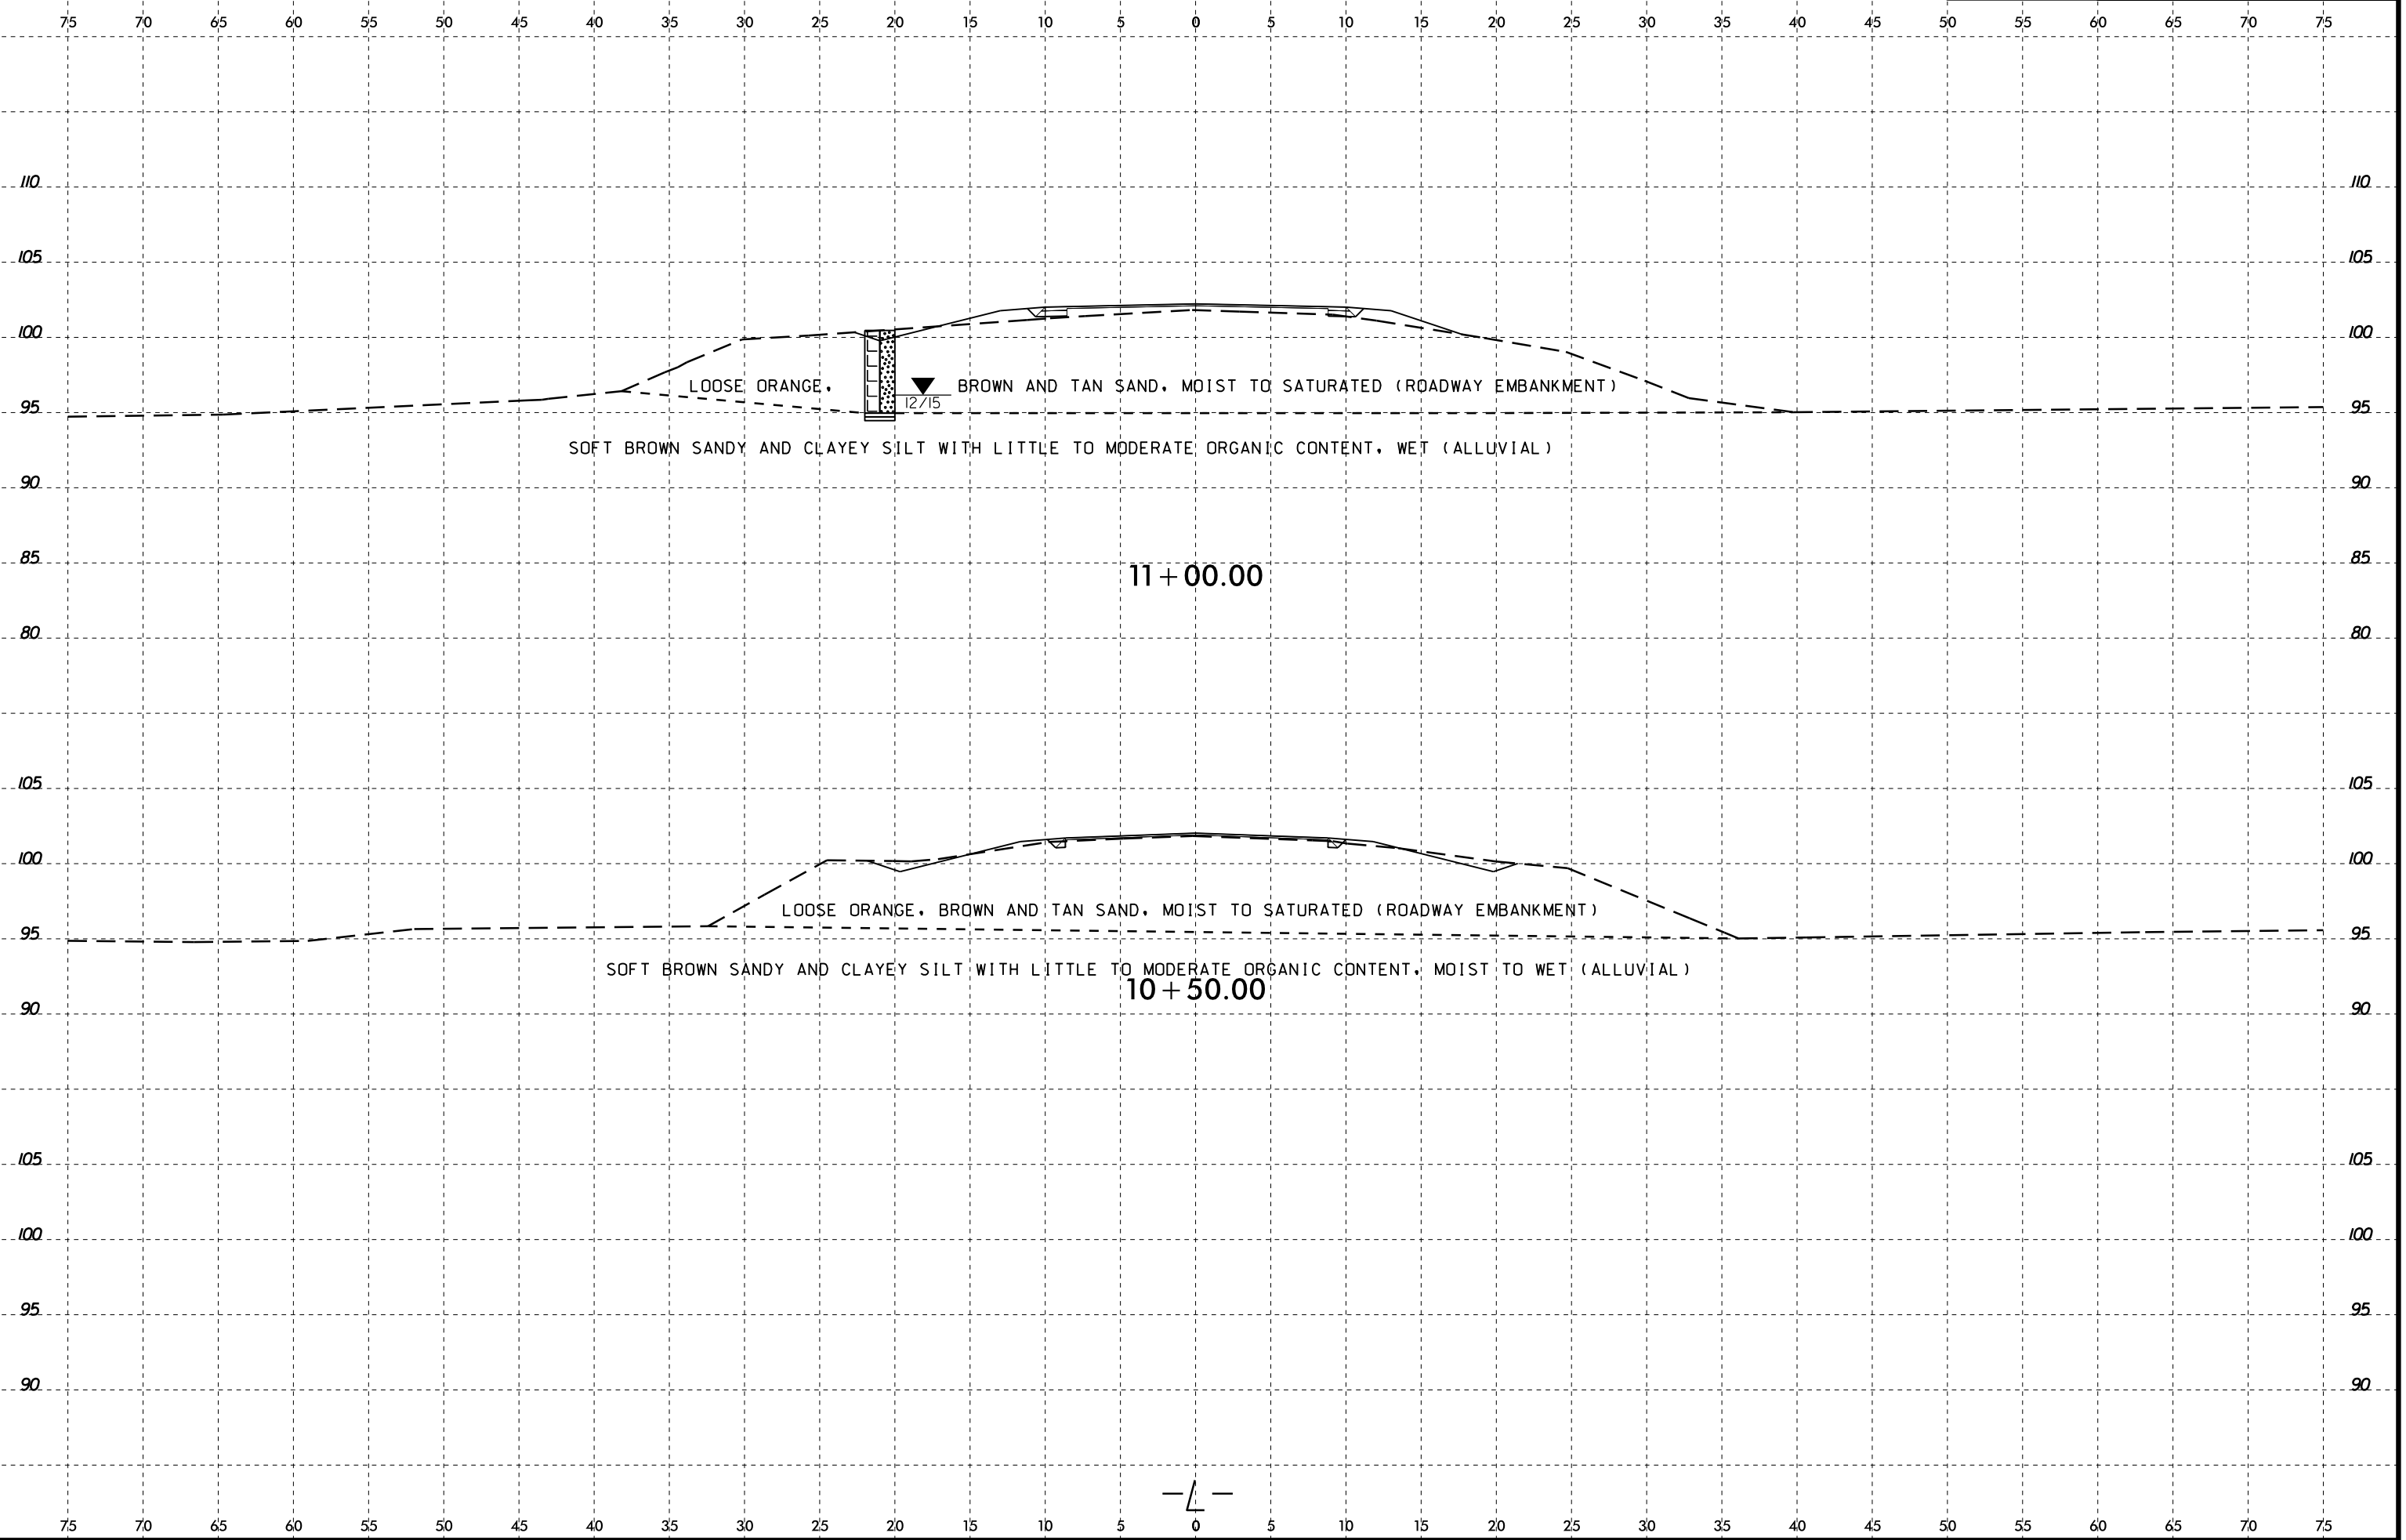 75 70 65 60 55 50 45 40 35 30 25 20 15 10 5 0 5 10 15 20 25 30 35 40 45 50 55 60 65 70 75
110 110
105 105
100 100
LOOSE ORANGE, BROWN AND TAN SAND, MOIST TO SATURATED (ROADWAY EMBANKMENT)
12/15
95 95
SOFT BROWN SANDY AND CLAYEY SILT WITH LITTLE TO MODERATE ORGANIC CONTENT, WET (ALLUVIAL)
90 90
85 85
11+00.00
80 80
105 105
100 100
LOOSE ORANGE, BROWN AND TAN SAND, MOIST TO SATURATED (ROADWAY EMBANKMENT)
95 95
SOFT BROWN SANDY AND CLAYEY SILT WITH LITTLE TO MODERATE ORGANIC CONTENT, MOIST TO WET (ALLUVIAL)
10+50.00
90 90
105 105
100 100
95 95
90 90
-L-
75 70 65 60 55 50 45 40 35 30 25 20 15 10 5 0 5 10 15 20 25 30 35 40 45 50 55 60 65 70 75